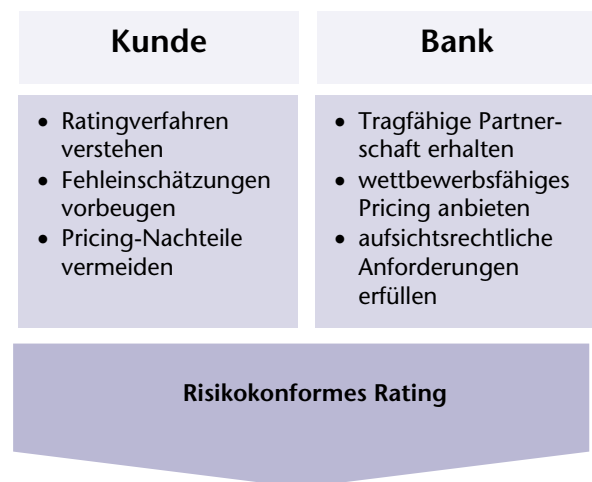 Kunde
• Ratingverfahren
verstehen
• Fehleinschätzungen
vorbeugen
• Pricing-Nachteile
vermeiden
Bank
• Tragfähige Partner-
schaft erhalten
• wettbewerbsfähiges
Pricing anbieten
• aufsichtsrechtliche
Anforderungen
erfüllen
Risikokonformes Rating